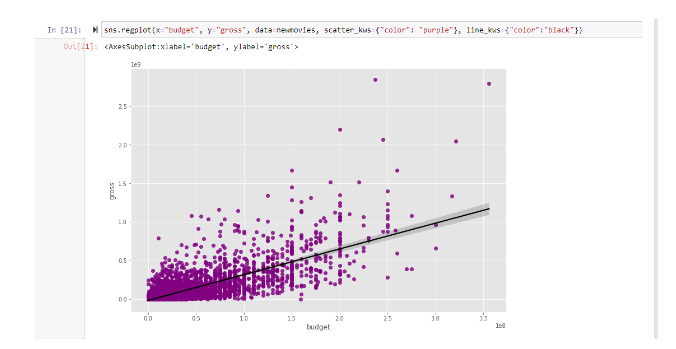 In [21]: sns.regplot(x="budget", y="gross", data=newmovies, scatter_kws={"color": "purple"}, line_kws={"color":"black"})
Out[21]: <AxesSubplot:xlabel='budget', ylabel='gross'>
1e9
2.5
2.0
1.5
gross
1.0
0.5
0.0
0.0 0.5 1.0 1.5 2.0 2.5 3.0 3.5
budget
1e8